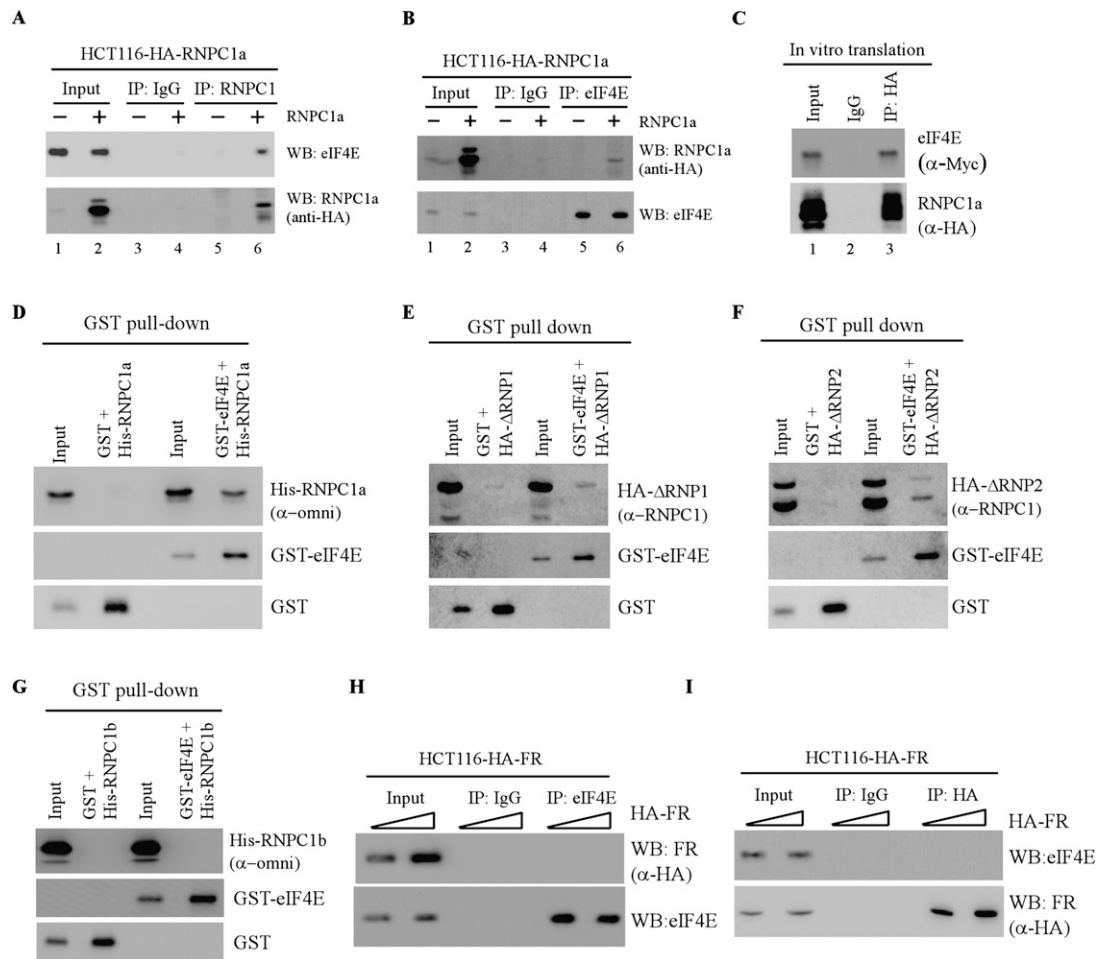 A
HCT116-HA-RNPC1a
Input IP: IgG IP: RNPC1
− + − + − + RNPC1a
WB: eIF4E
WB: RNPC1a
(anti-HA)
1 2 3 4 5 6
B
HCT116-HA-RNPC1a
Input IP: IgG IP: eIF4E
− + − + − + RNPC1a
WB: RNPC1a
(anti-HA)
WB: eIF4E
1 2 3 4 5 6
C
In vitro translation
Input IgG IP: HA
eIF4E
(α-Myc)
RNPC1a
(α-HA)
1 2 3
D
GST pull-down
Input
GST +
His-RNPC1a
Input
GST-eIF4E +
His-RNPC1a
His-RNPC1a
(α−omni)
GST-eIF4E
GST
E
GST pull down
Input
GST +
HA-ΔRNP1
Input
GST-eIF4E +
HA-ΔRNP1
HA-ΔRNP1
(α−RNPC1)
GST-eIF4E
GST
F
GST pull down
Input
GST +
HA-ΔRNP2
Input
GST-eIF4E +
HA-ΔRNP2
HA-ΔRNP2
(α−RNPC1)
GST-eIF4E
GST
G
GST pull-down
Input
GST +
His-RNPC1b
Input
GST-eIF4E +
His-RNPC1b
His-RNPC1b
(α−omni)
GST-eIF4E
GST
H
HCT116-HA-FR
Input IP: IgG IP: eIF4E
HA-FR
WB: FR
(α-HA)
WB:eIF4E
I
HCT116-HA-FR
Input IP: IgG IP: HA
HA-FR
WB:eIF4E
WB: FR
(α-HA)